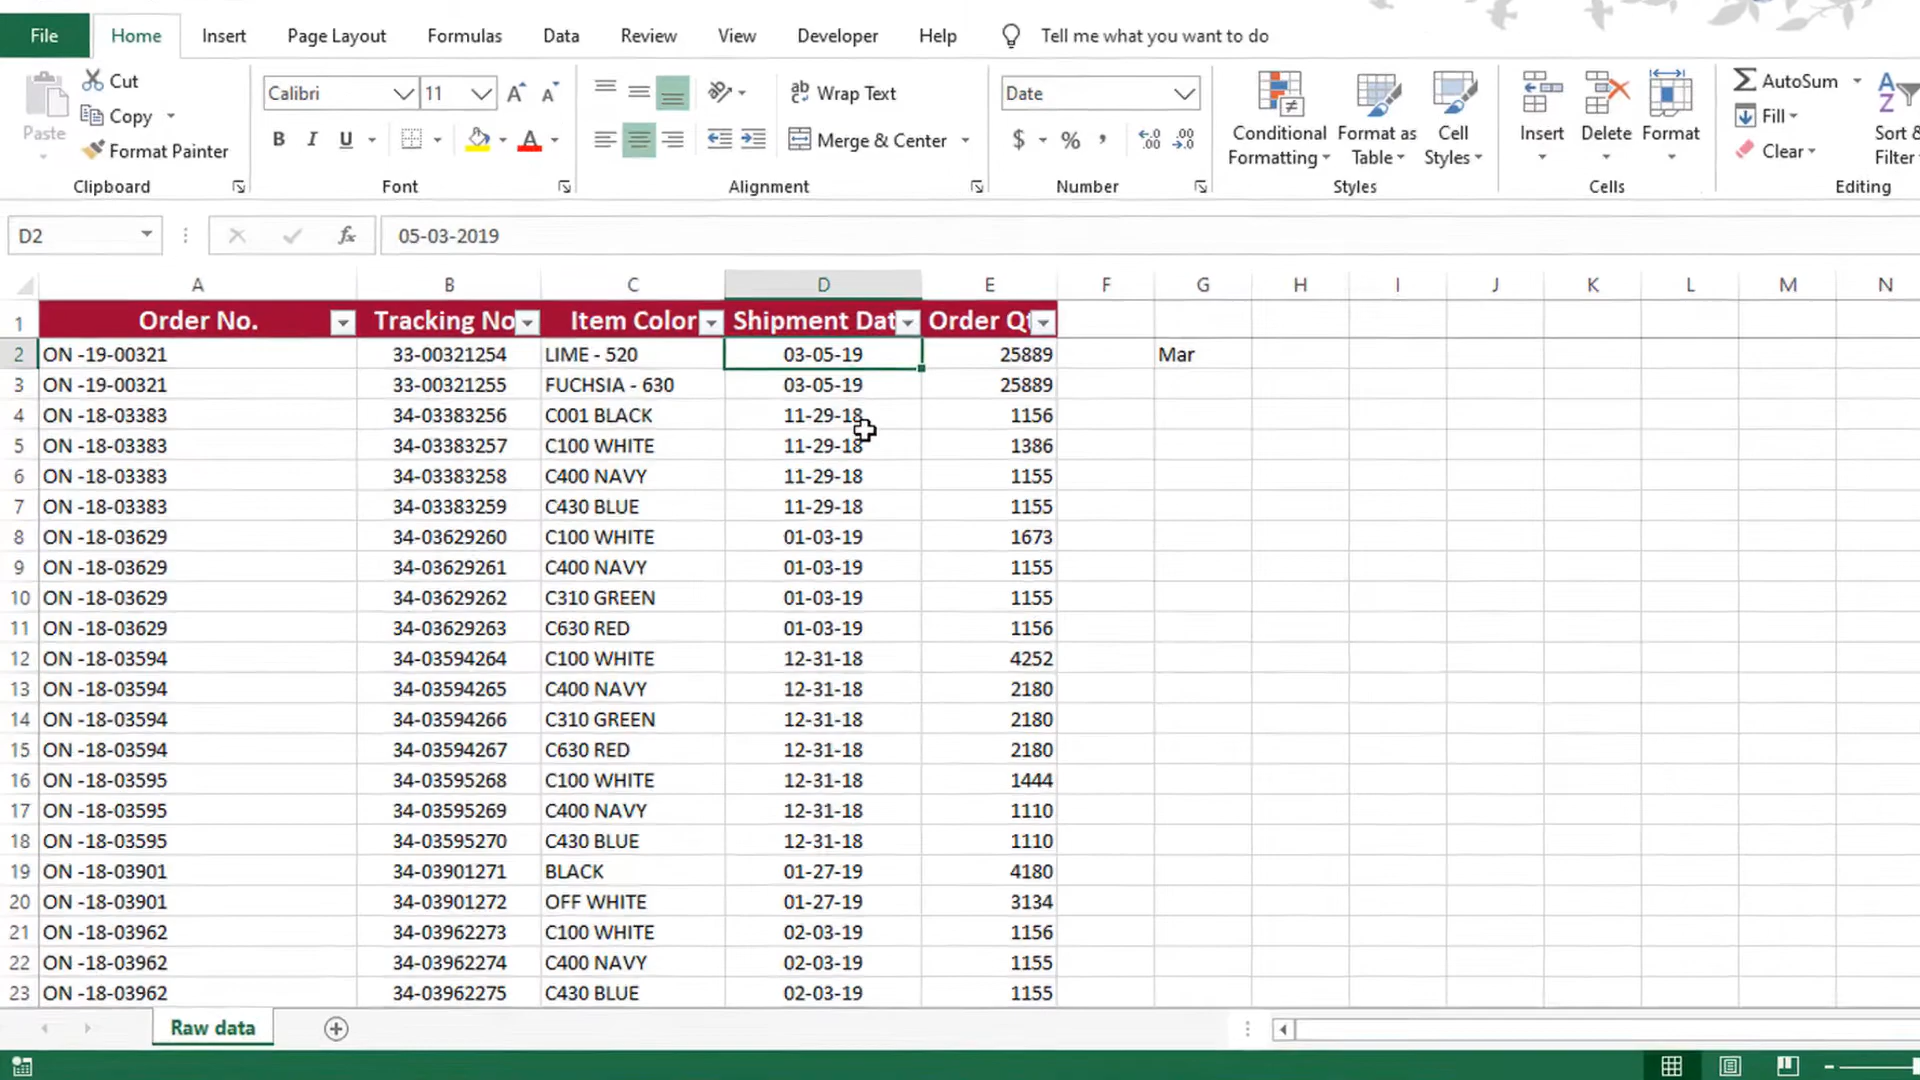 File Home Insert Page Layout Formulas Data Review View Developer Help Tell me what you want to do
Cut
Copy
Format Painter
Paste
Clipboard
Calibri 11
B I U A
Font
Wrap Text
Merge & Center
Alignment
Date
$ % ,
Number
Conditional Formatting
Format as Table
Cell Styles
Styles
Insert Delete Format
Cells
AutoSum
Fill
Clear
Sort &
Filter
Editing
D2 fx 05-03-2019
A B C D E F G H I J K L M N
1 Order No. Tracking No Item Color Shipment Dat Order Qt
2 ON -19-00321 33-00321254 LIME - 520 03-05-19 25889 Mar
3 ON -19-00321 33-00321255 FUCHSIA - 630 03-05-19 25889
4 ON -18-03383 34-03383256 C001 BLACK 11-29-18 1156
5 ON -18-03383 34-03383257 C100 WHITE 11-29-18 1386
6 ON -18-03383 34-03383258 C400 NAVY 11-29-18 1155
7 ON -18-03383 34-03383259 C430 BLUE 11-29-18 1155
8 ON -18-03629 34-03629260 C100 WHITE 01-03-19 1673
9 ON -18-03629 34-03629261 C400 NAVY 01-03-19 1155
10 ON -18-03629 34-03629262 C310 GREEN 01-03-19 1155
11 ON -18-03629 34-03629263 C630 RED 01-03-19 1156
12 ON -18-03594 34-03594264 C100 WHITE 12-31-18 4252
13 ON -18-03594 34-03594265 C400 NAVY 12-31-18 2180
14 ON -18-03594 34-03594266 C310 GREEN 12-31-18 2180
15 ON -18-03594 34-03594267 C630 RED 12-31-18 2180
16 ON -18-03595 34-03595268 C100 WHITE 12-31-18 1444
17 ON -18-03595 34-03595269 C400 NAVY 12-31-18 1110
18 ON -18-03595 34-03595270 C430 BLUE 12-31-18 1110
19 ON -18-03901 34-03901271 BLACK 01-27-19 4180
20 ON -18-03901 34-03901272 OFF WHITE 01-27-19 3134
21 ON -18-03962 34-03962273 C100 WHITE 02-03-19 1156
22 ON -18-03962 34-03962274 C400 NAVY 02-03-19 1155
23 ON -18-03962 34-03962275 C430 BLUE 02-03-19 1155
Raw data